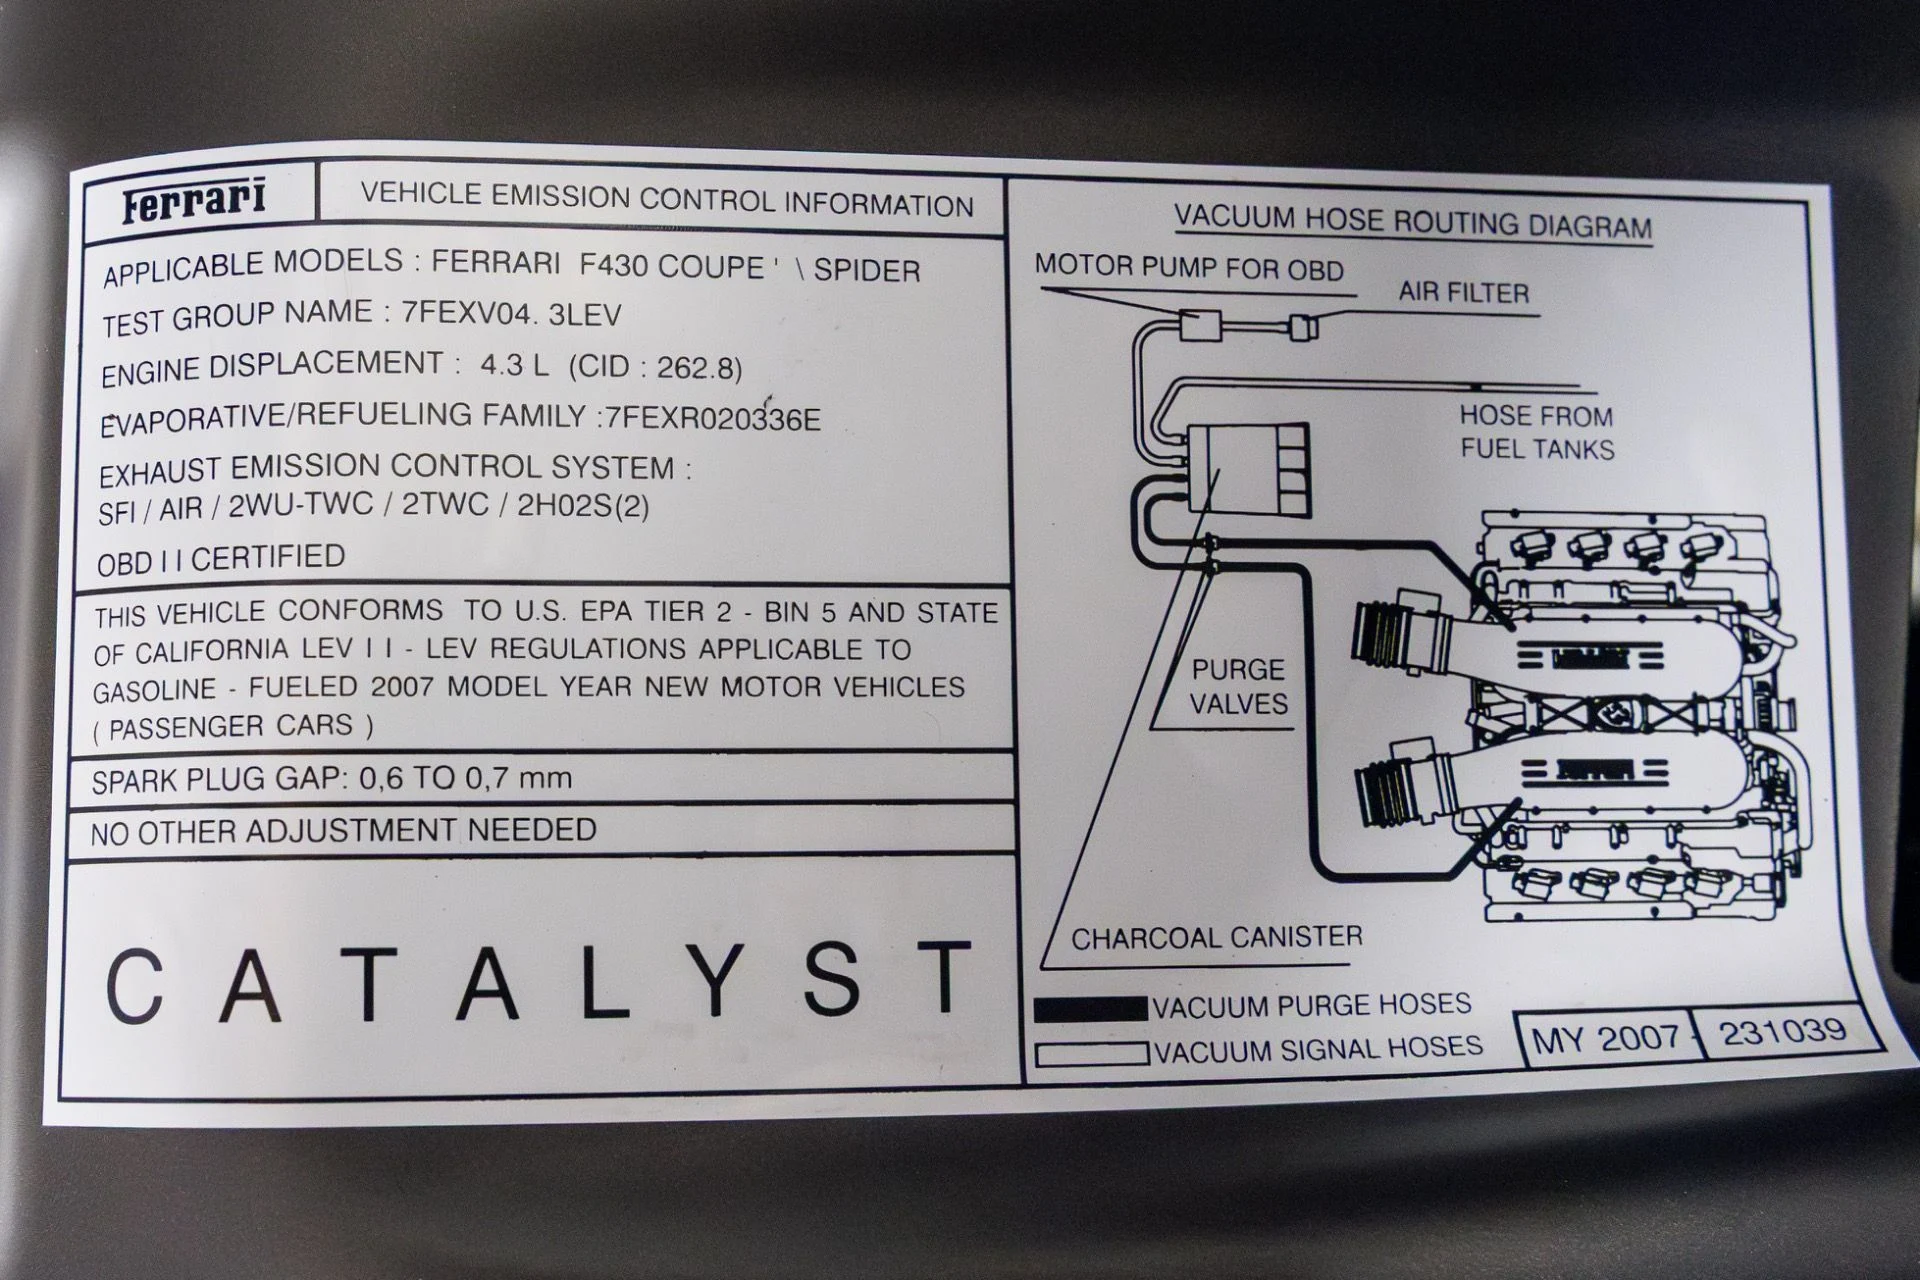 Ferrari
VEHICLE EMISSION CONTROL INFORMATION
APPLICABLE MODELS : FERRARI F430 COUPE ' \ SPIDER
TEST GROUP NAME : 7FEXV04. 3LEV
ENGINE DISPLACEMENT : 4.3 L (CID : 262.8)
EVAPORATIVE/REFUELING FAMILY :7FEXR020336E
EXHAUST EMISSION CONTROL SYSTEM :
SFI / AIR / 2WU-TWC / 2TWC / 2H02S(2)
OBD I I CERTIFIED
THIS VEHICLE CONFORMS TO U.S. EPA TIER 2 - BIN 5 AND STATE
OF CALIFORNIA LEV I I - LEV REGULATIONS APPLICABLE TO
GASOLINE - FUELED 2007 MODEL YEAR NEW MOTOR VEHICLES
( PASSENGER CARS )
SPARK PLUG GAP: 0,6 TO 0,7 mm
NO OTHER ADJUSTMENT NEEDED
C A T A L Y S T
VACUUM HOSE ROUTING DIAGRAM
MOTOR PUMP FOR OBD
AIR FILTER
HOSE FROM
FUEL TANKS
PURGE
VALVES
Ferrari
CHARCOAL CANISTER
VACUUM PURGE HOSES
VACUUM SIGNAL HOSES
MY 2007
231039